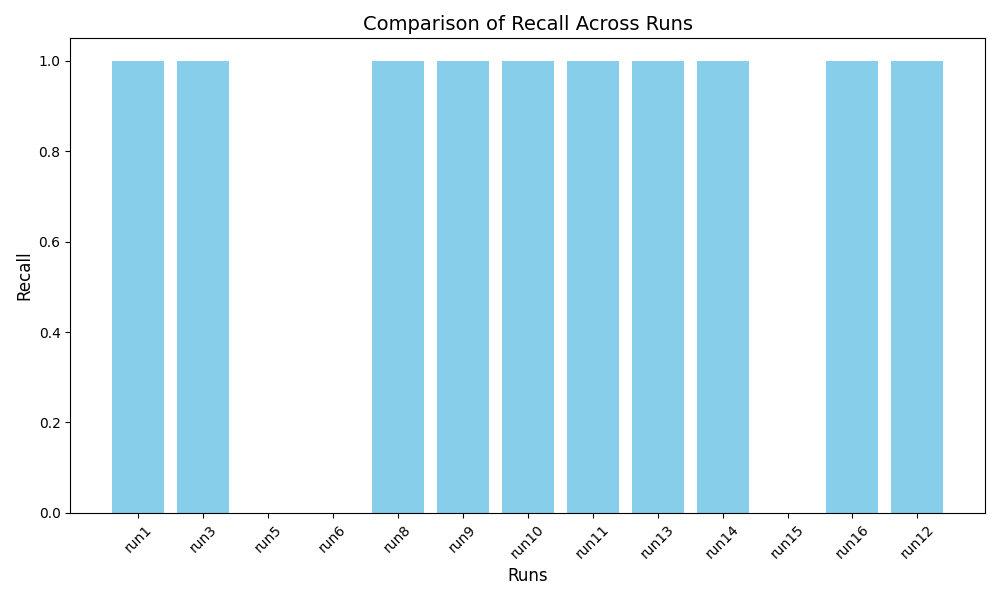 Comparison of Recall Across Runs
Recall
1.0
0.8
0.6
0.4
0.2
0.0
run1 run3 run5 run6 run8 run9 run10 run11 run13 run14 run15 run16 run12
Runs